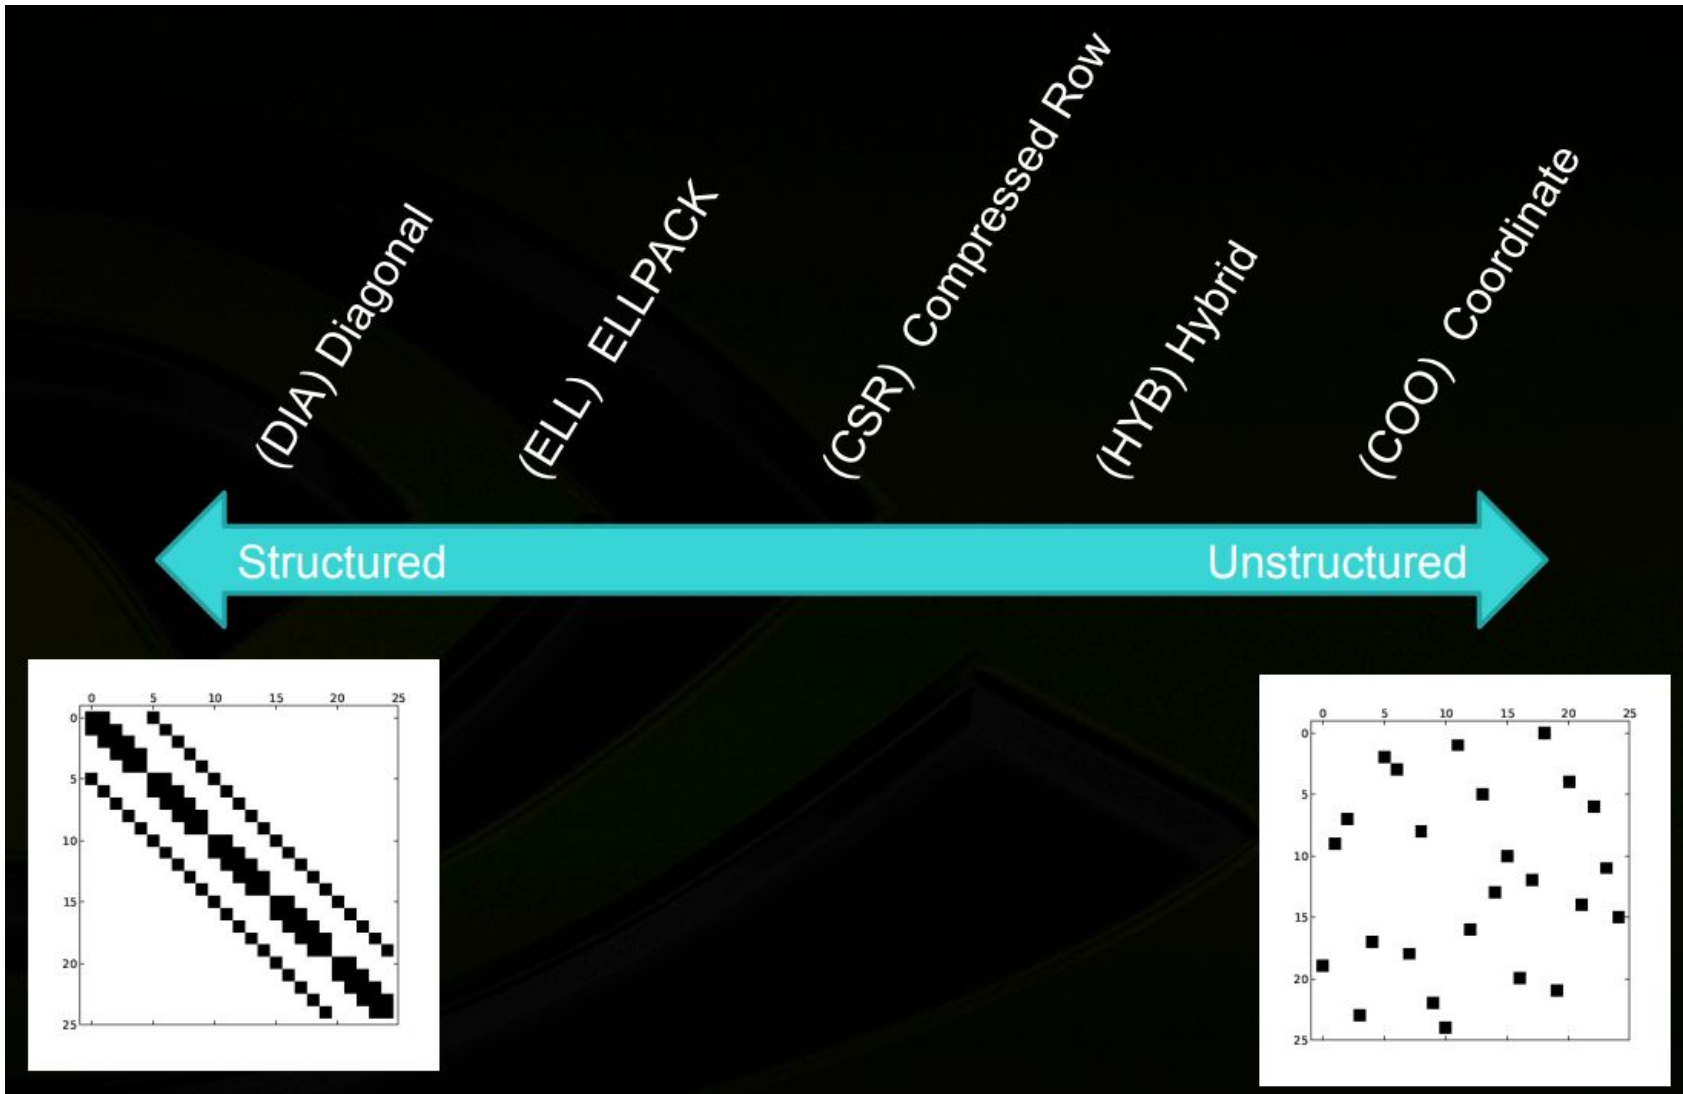 (DIA) Diagonal
(ELL) ELLPACK
(CSR) Compressed Row
(HYB) Hybrid
(COO) Coordinate
Structured
Unstructured
0 5 10 15 20 25
0
5
10
15
20
25
0 5 10 15 20 25
0
5
10
15
20
25